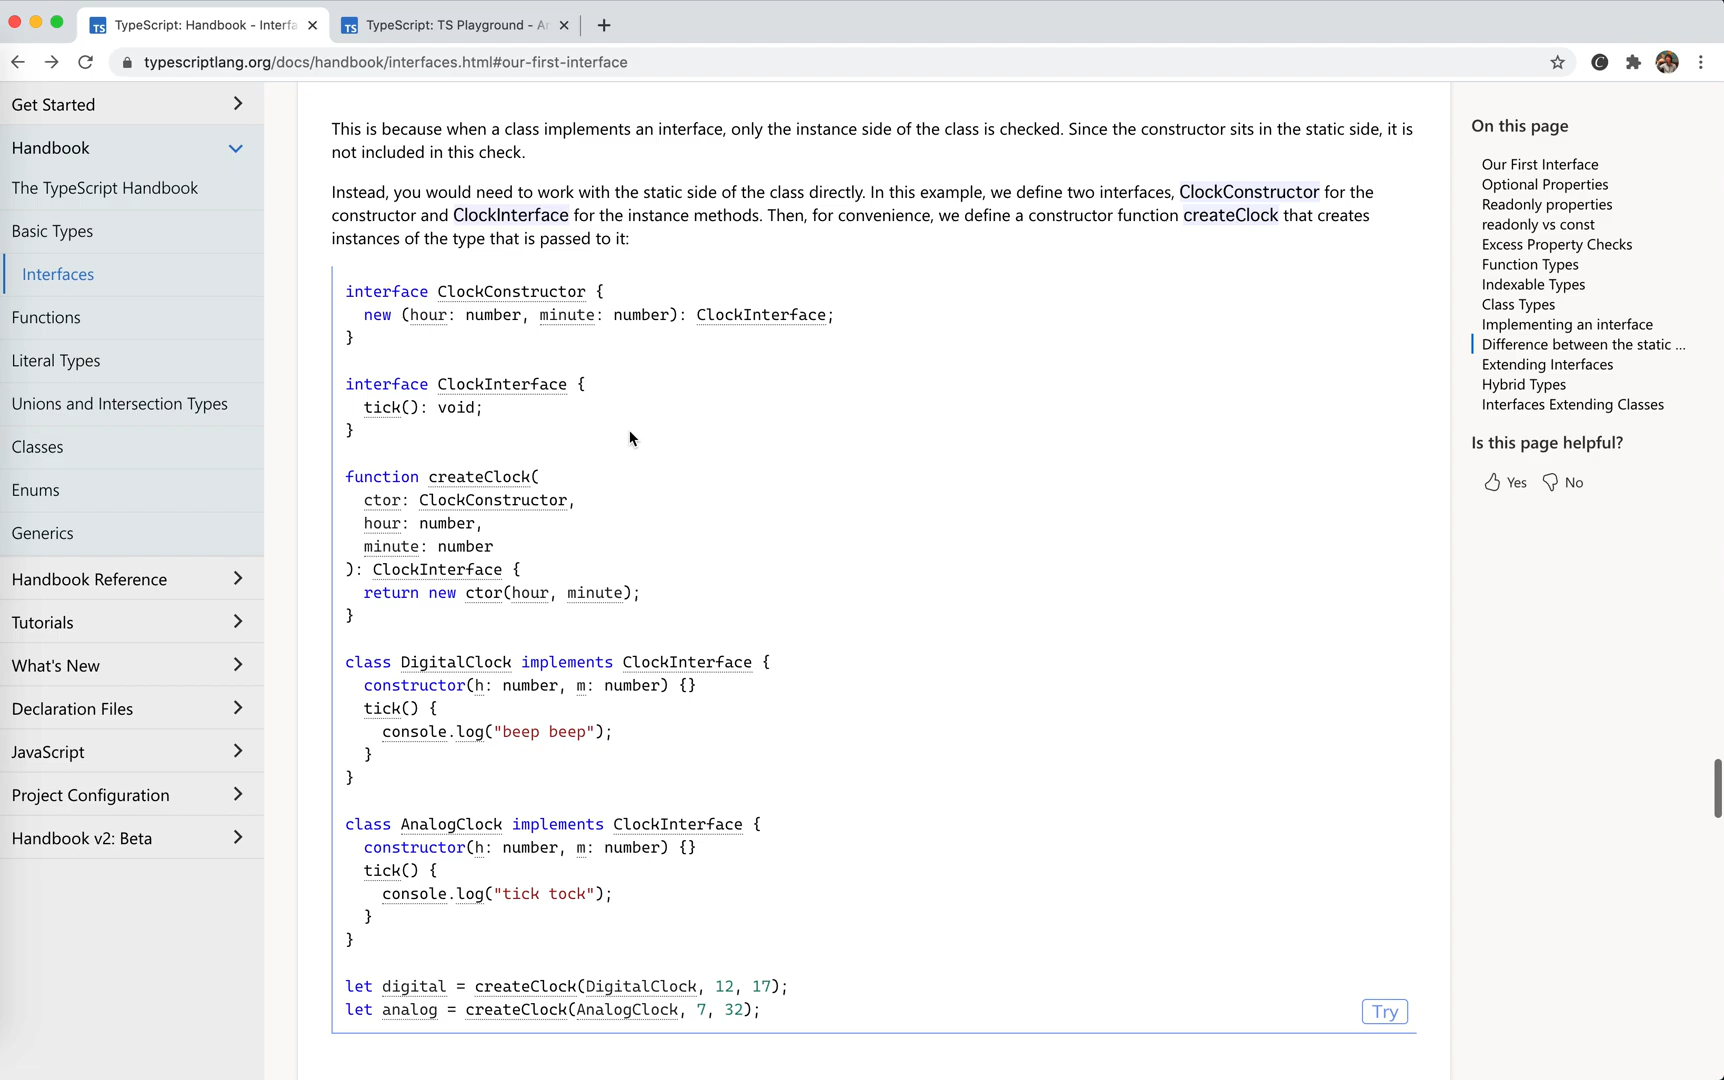 TypeScript: Handbook - Interfa
TypeScript: TS Playground - An
typescriptlang.org/docs/handbook/interfaces.html#our-first-interface
Get Started
Handbook
The TypeScript Handbook
Basic Types
Interfaces
Functions
Literal Types
Unions and Intersection Types
Classes
Enums
Generics
Handbook Reference
Tutorials
What's New
Declaration Files
JavaScript
Project Configuration
Handbook v2: Beta
This is because when a class implements an interface, only the instance side of the class is checked. Since the constructor sits in the static side, it is
not included in this check.
Instead, you would need to work with the static side of the class directly. In this example, we define two interfaces, ClockConstructor for the
constructor and ClockInterface for the instance methods. Then, for convenience, we define a constructor function createClock that creates
instances of the type that is passed to it:
interface ClockConstructor {
  new (hour: number, minute: number): ClockInterface;
}
interface ClockInterface {
  tick(): void;
}
function createClock(
  ctor: ClockConstructor,
  hour: number,
  minute: number
): ClockInterface {
  return new ctor(hour, minute);
}
class DigitalClock implements ClockInterface {
  constructor(h: number, m: number) {}
  tick() {
    console.log("beep beep");
  }
}
class AnalogClock implements ClockInterface {
  constructor(h: number, m: number) {}
  tick() {
    console.log("tick tock");
  }
}
let digital = createClock(DigitalClock, 12, 17);
let analog = createClock(AnalogClock, 7, 32);
Try
On this page
Our First Interface
Optional Properties
Readonly properties
readonly vs const
Excess Property Checks
Function Types
Indexable Types
Class Types
Implementing an interface
Difference between the static ...
Extending Interfaces
Hybrid Types
Interfaces Extending Classes
Is this page helpful?
Yes No